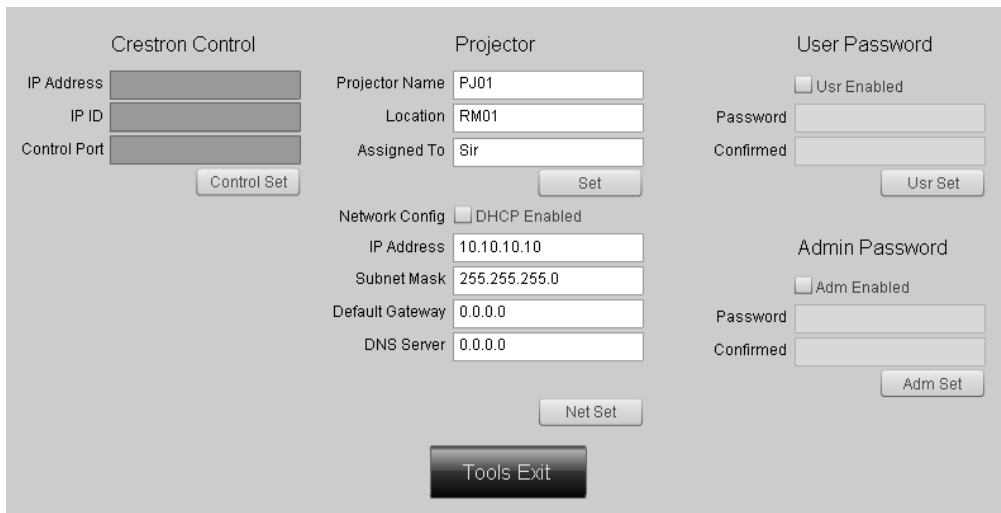 Crestron Control
IP Address
IP ID
Control Port
Control Set
Projector
Projector Name PJ01
Location RM01
Assigned To Sir
Set
Network Config DHCP Enabled
IP Address 10.10.10.10
Subnet Mask 255.255.255.0
Default Gateway 0.0.0.0
DNS Server 0.0.0.0
Net Set
User Password
Usr Enabled
Password
Confirmed
Usr Set
Admin Password
Adm Enabled
Password
Confirmed
Adm Set
Tools Exit